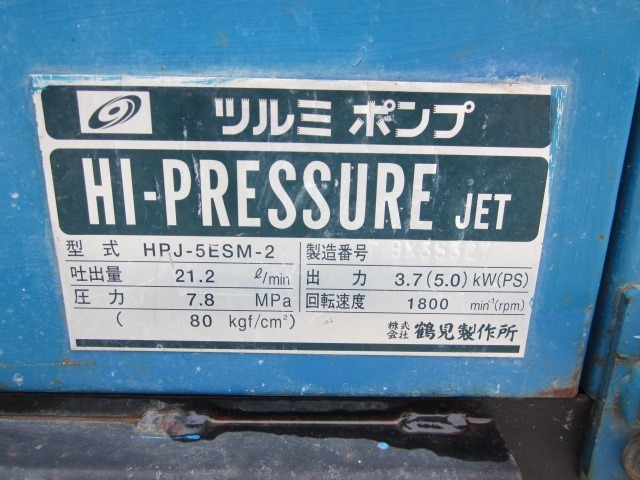 ツルミ ポンプ
HI-PRESSURE JET
型式 HPJ-5ESM-2 製造番号
吐出量 21.2 ℓ/min 出力 3.7(5.0) kW(PS)
圧力 7.8 MPa 回転速度 1800 min⁻¹(rpm)
( 80 kgf/cm²)
株式会社 鶴見製作所